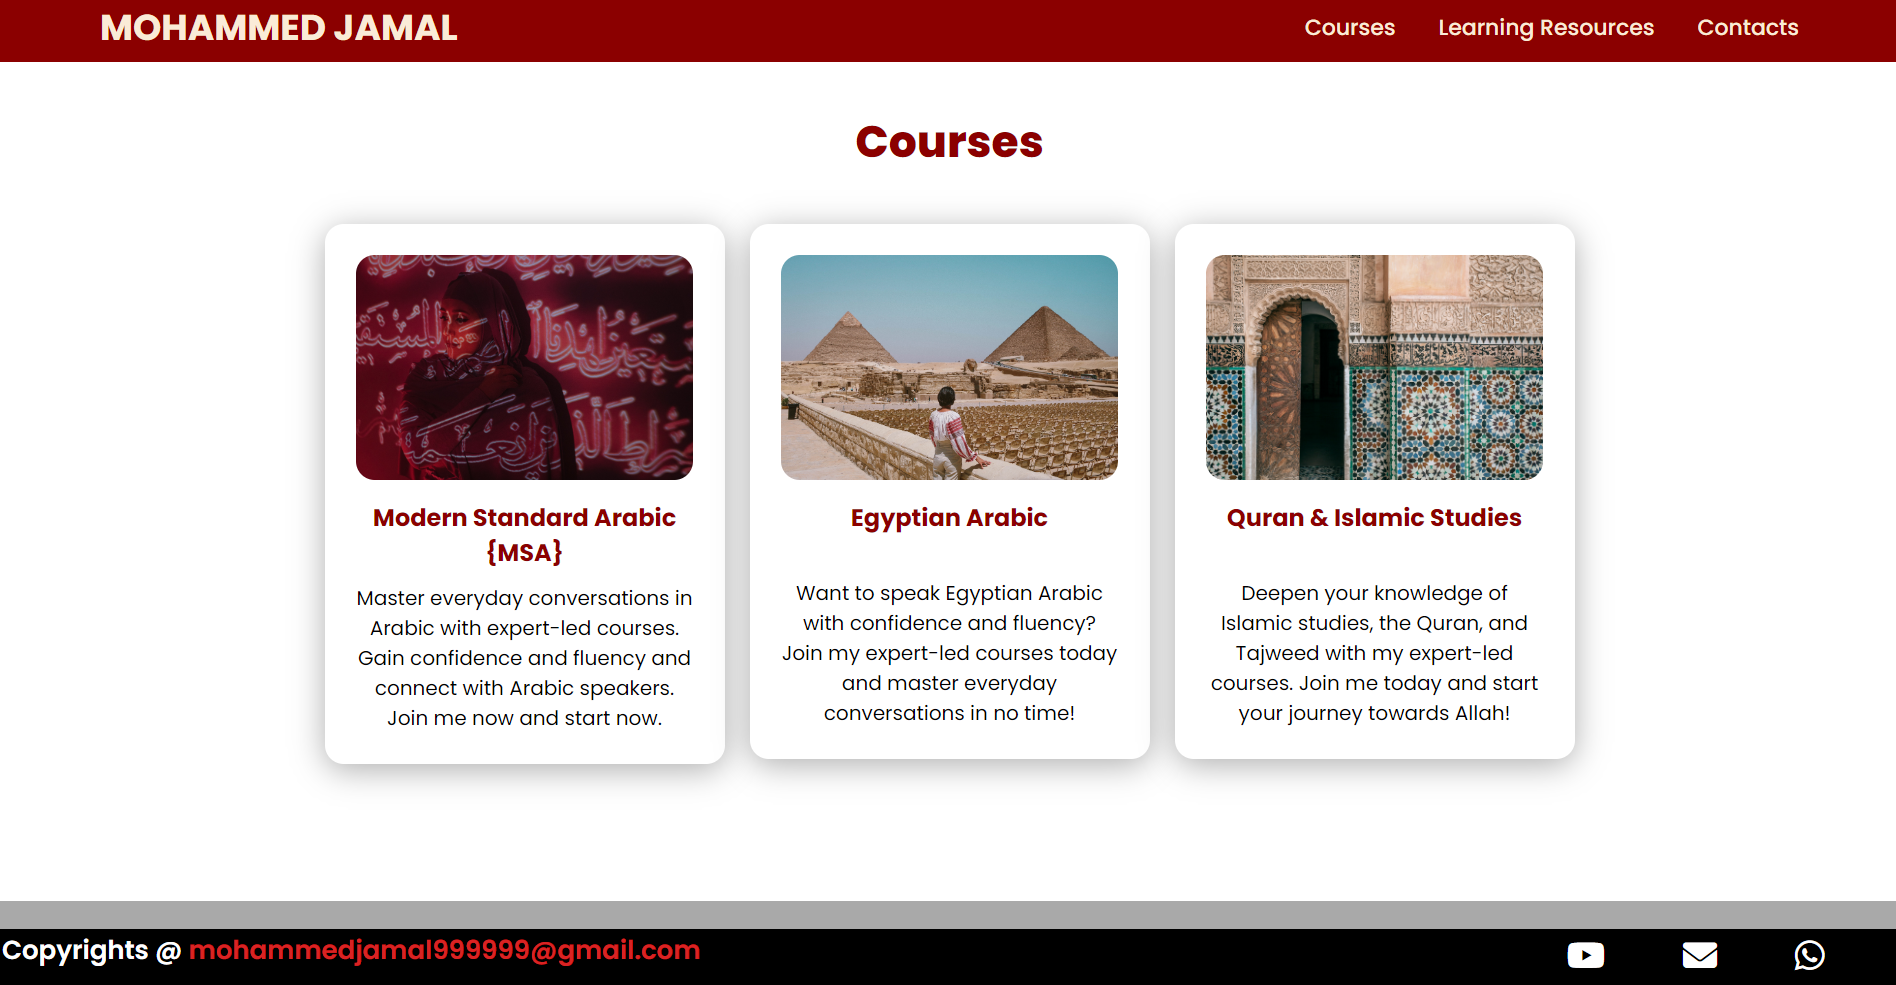 MOHAMMED JAMAL
Courses
Learning Resources
Contacts
Courses
Modern Standard Arabic
{MSA}
Master everyday conversations in
Arabic with expert-led courses.
Gain confidence and fluency and
connect with Arabic speakers.
Join me now and start now.
Egyptian Arabic
Want to speak Egyptian Arabic
with confidence and fluency?
Join my expert-led courses today
and master everyday
conversations in no time!
Quran & Islamic Studies
Deepen your knowledge of
Islamic studies, the Quran, and
Tajweed with my expert-led
courses. Join me today and start
your journey towards Allah!
Copyrights @ mohammedjamal999999@gmail.com